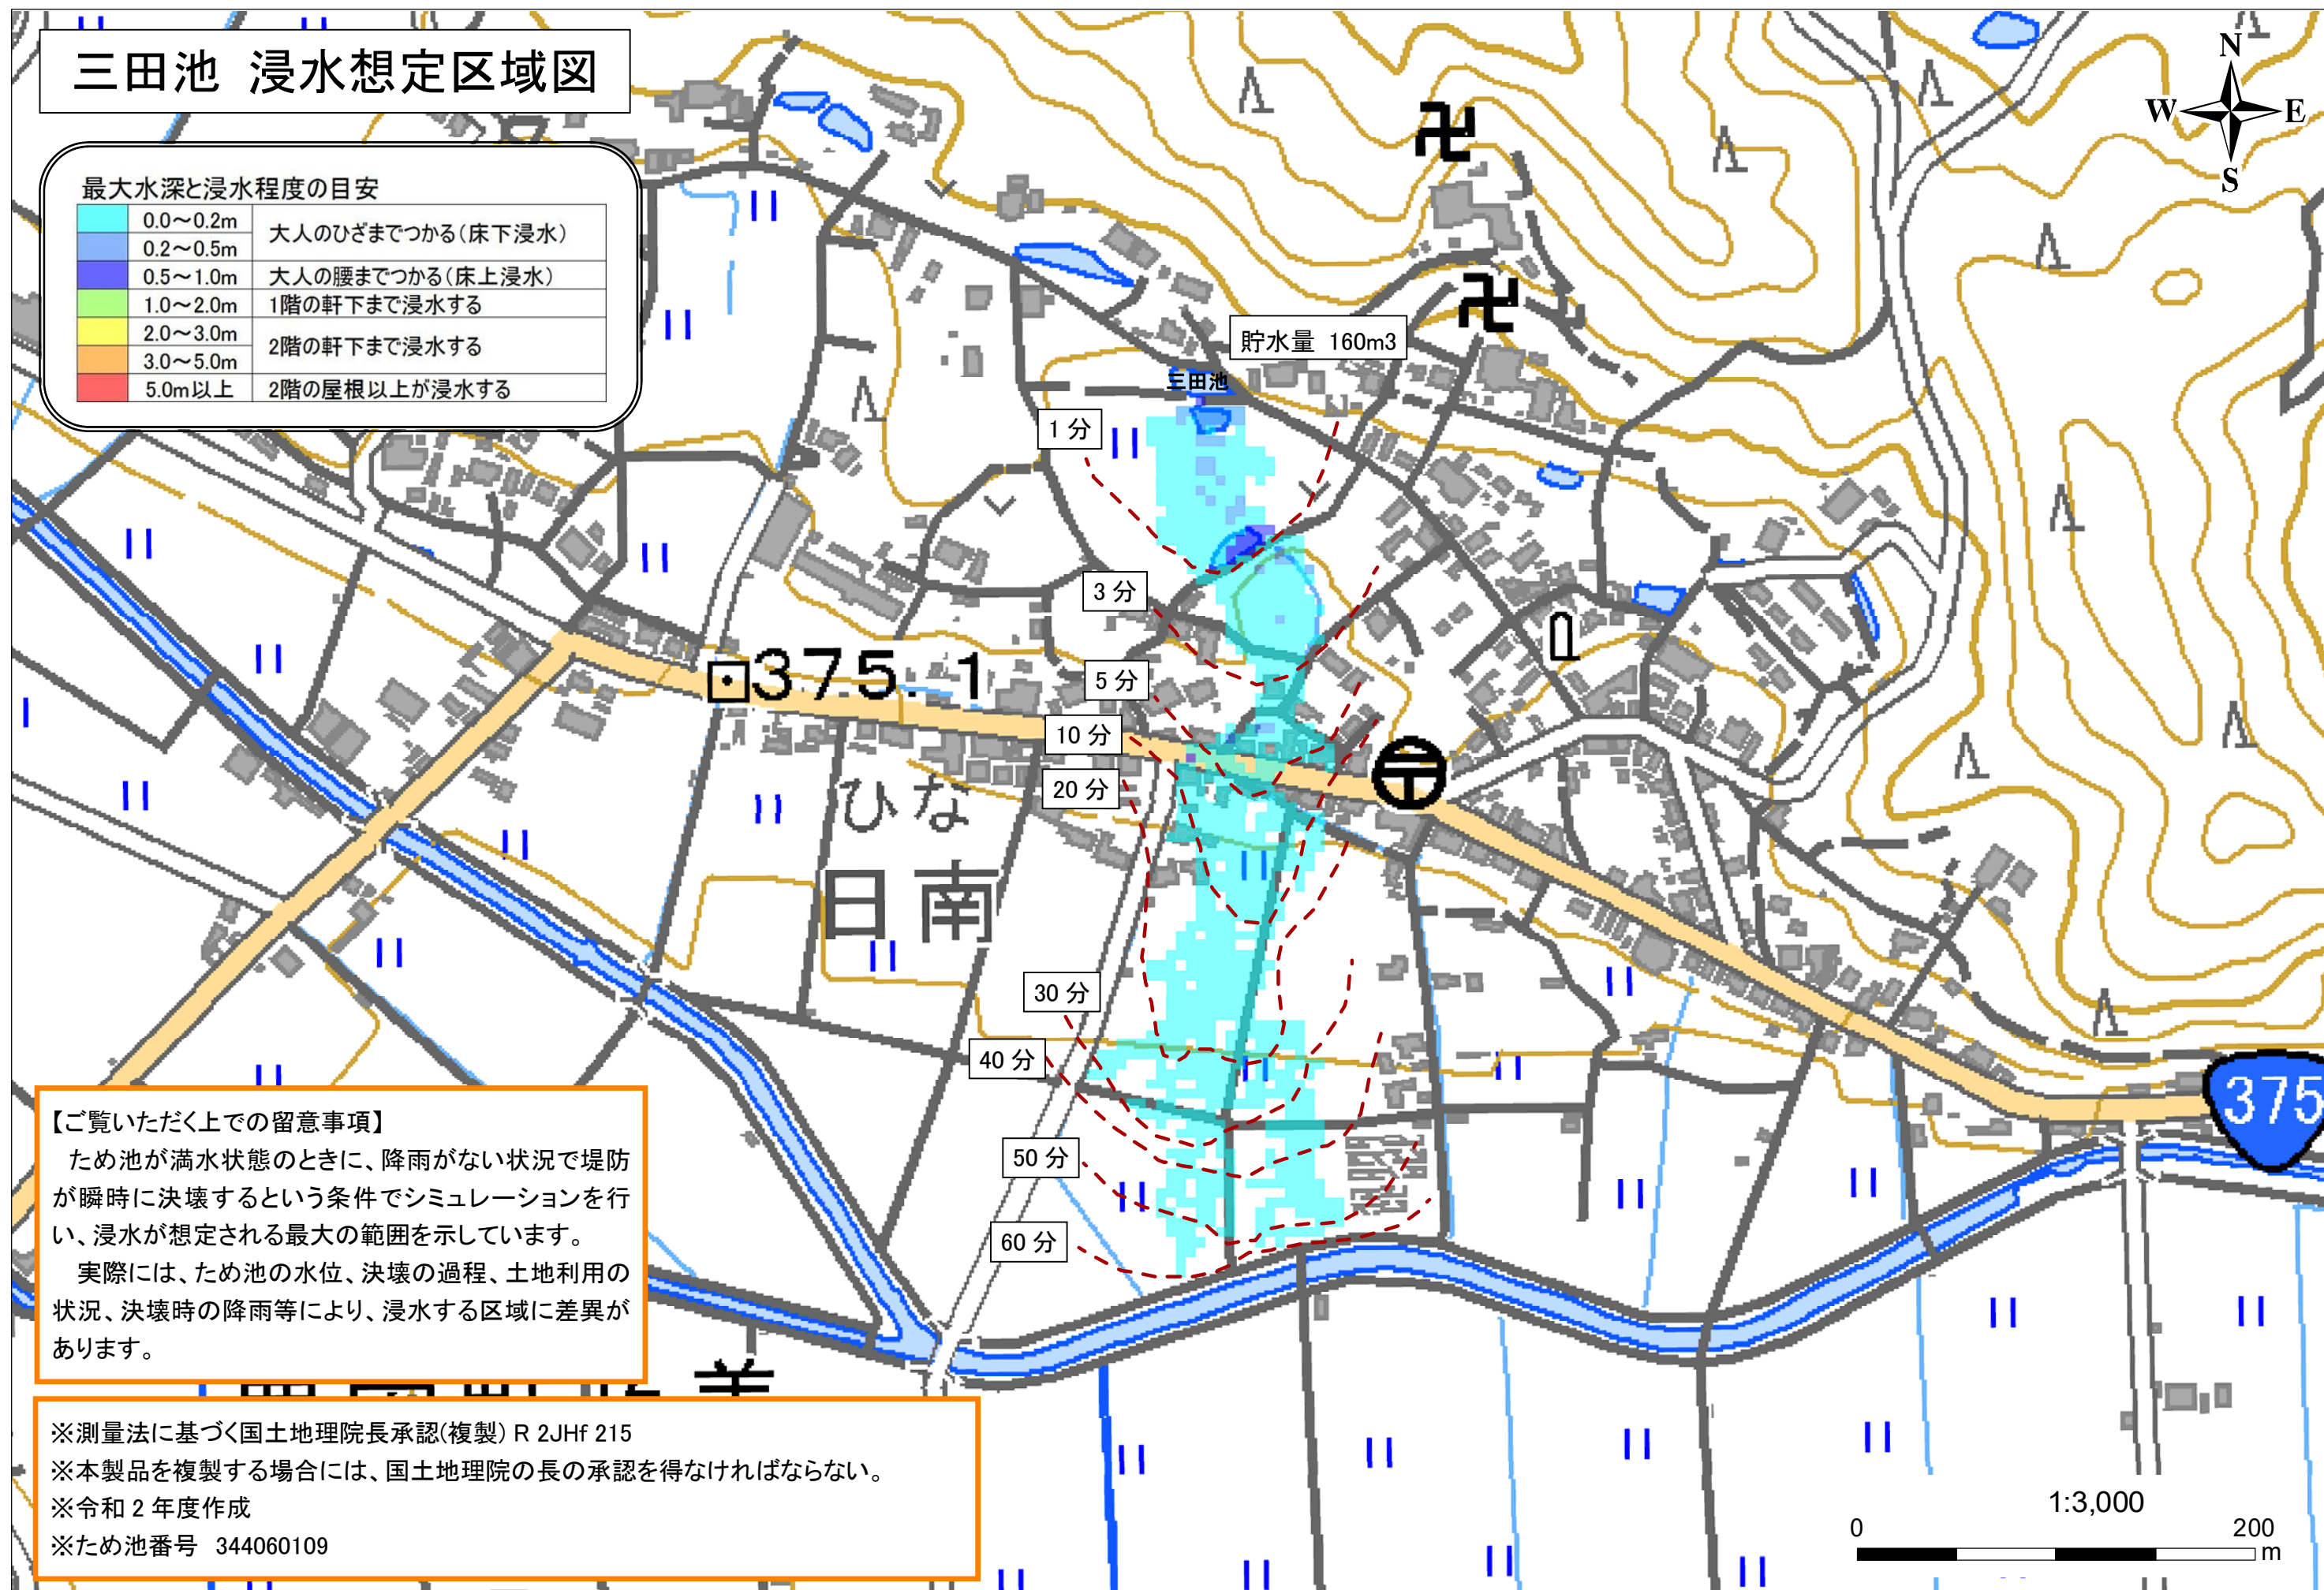 三田池 浸水想定区域図
N
W
E
S
最大水深と浸水程度の目安
0.0～0.2m
大人のひざまでつかる(床下浸水)
0.2～0.5m
0.5～1.0m
大人の腰までつかる(床上浸水)
1.0～2.0m
1階の軒下まで浸水する
2.0～3.0m
2階の軒下まで浸水する
3.0～5.0m
5.0m以上
2階の屋根以上が浸水する
貯水量 160m3
三田池
1 分
3 分
5 分
10 分
20 分
30 分
40 分
50 分
60 分
375.1
ひな
日南
375
【ご覧いただく上での留意事項】
ため池が満水状態のときに、降雨がない状況で堤防
が瞬時に決壊するという条件でシミュレーションを行
い、浸水が想定される最大の範囲を示しています。
実際には、ため池の水位、決壊の過程、土地利用の
状況、決壊時の降雨等により、浸水する区域に差異が
あります。
※測量法に基づく国土地理院長承認(複製) R 2JHf 215
※本製品を複製する場合には、国土地理院の長の承認を得なければならない。
※令和 2 年度作成
※ため池番号 344060109
1:3,000
0
200
m